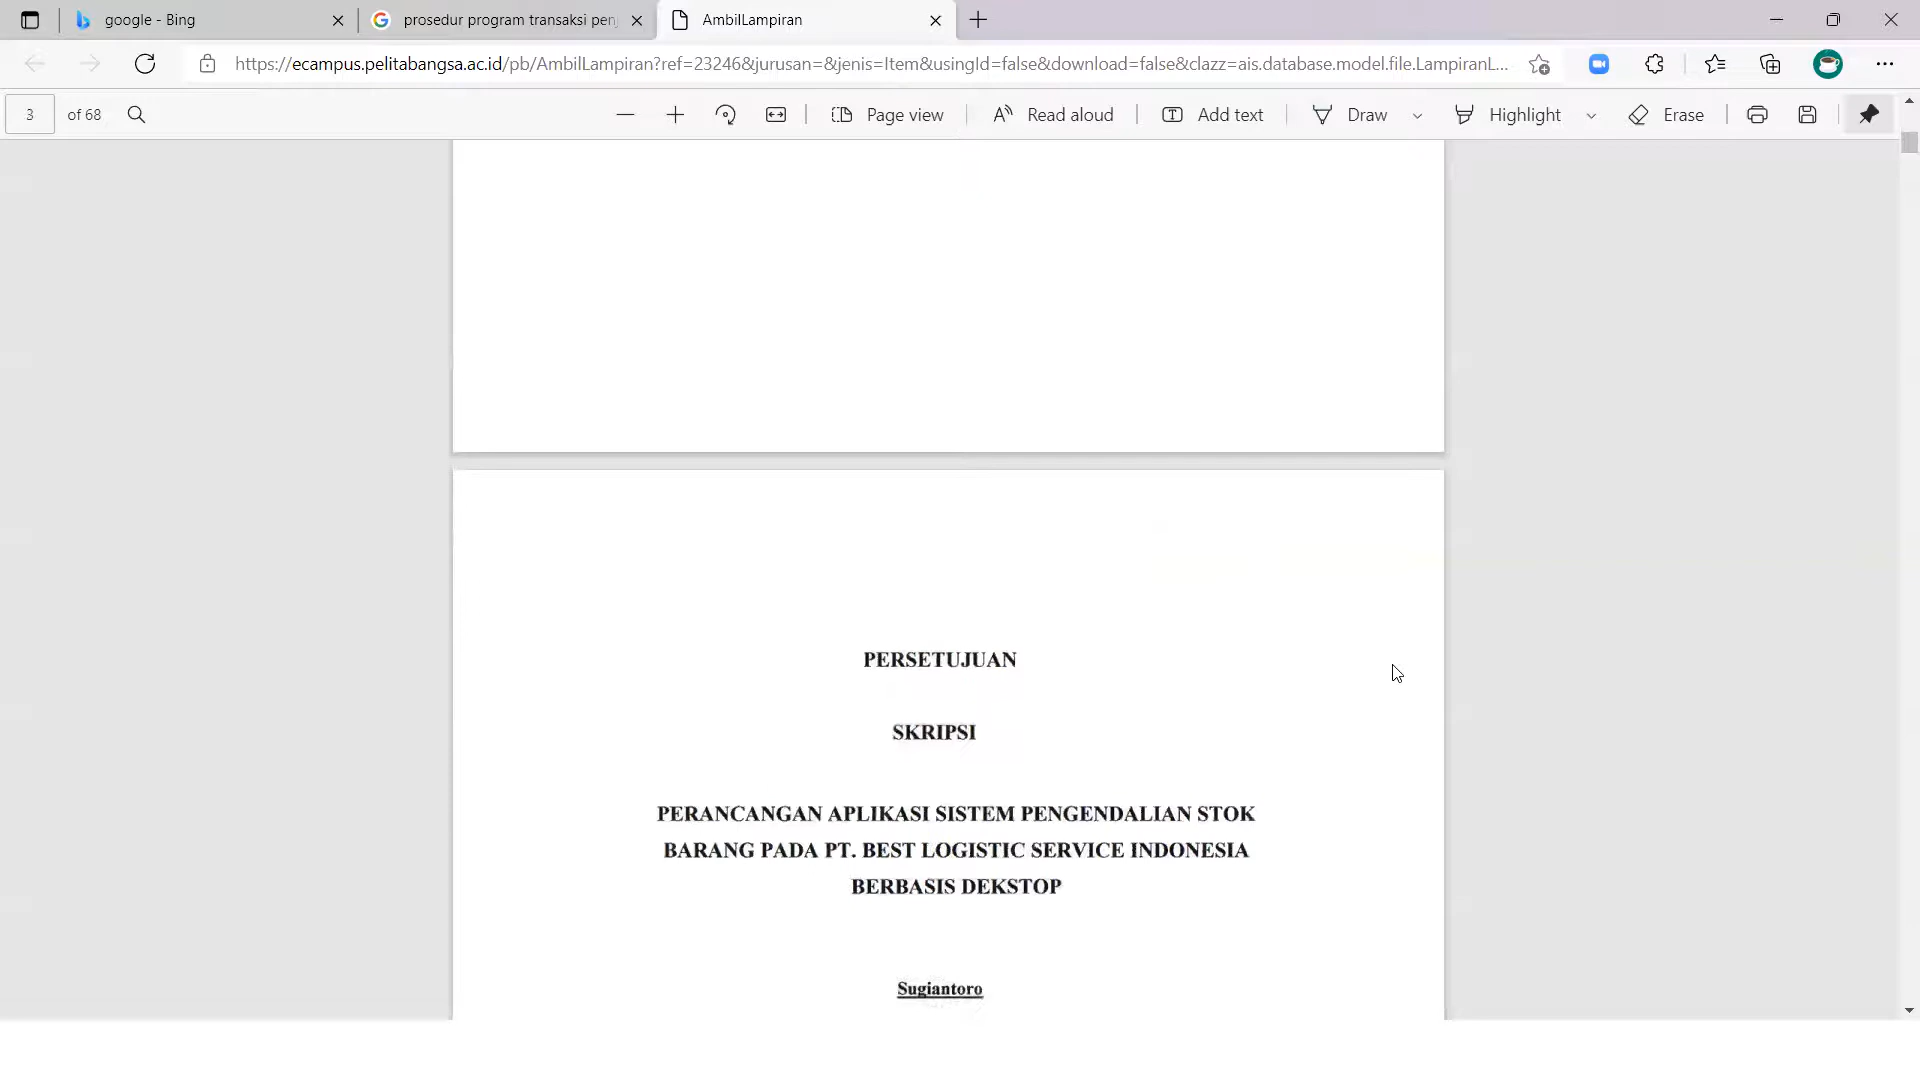 google - Bing
prosedur program transaksi penj
AmbilLampiran
https://ecampus.pelitabangsa.ac.id/pb/AmbilLampiran?ref=23246&jurusan=&jenis=Item&usingId=false&download=false&clazz=ais.database.model.file.LampiranL...
3 of 68 Page view Read aloud Add text Draw Highlight Erase
PERSETUJUAN
SKRIPSI
PERANCANGAN APLIKASI SISTEM PENGENDALIAN STOK
BARANG PADA PT. BEST LOGISTIC SERVICE INDONESIA
BERBASIS DEKSTOP
Sugiantoro